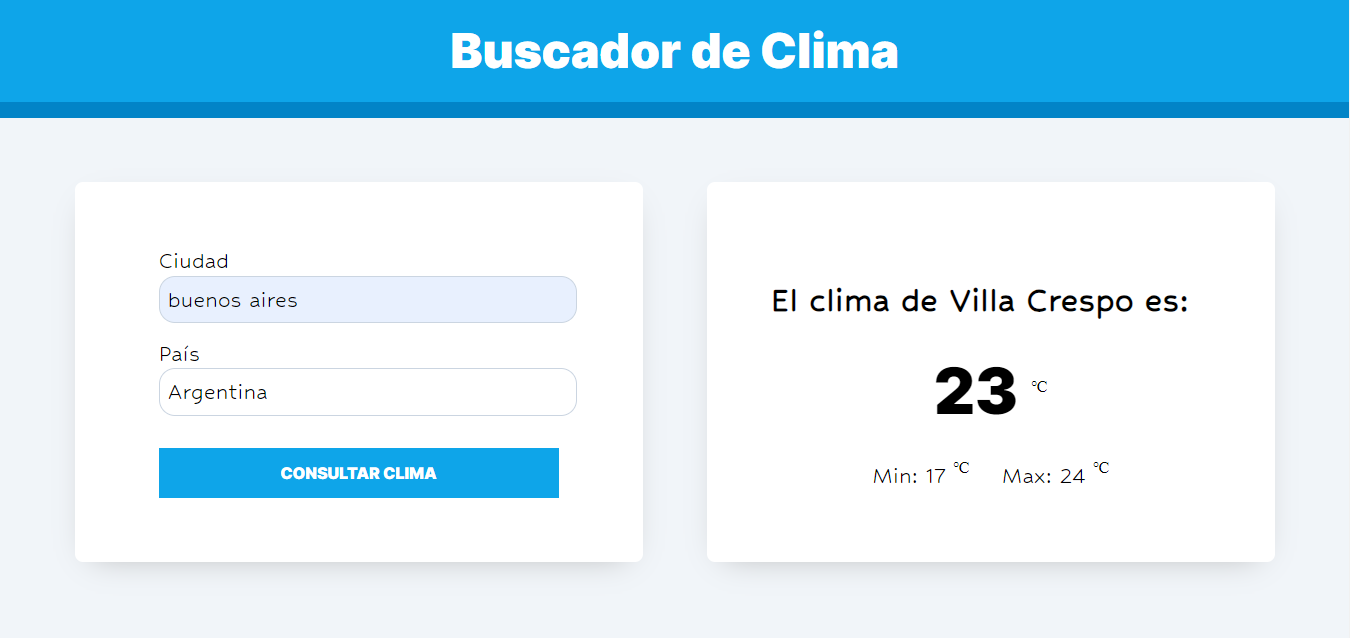 Buscador de Clima
Ciudad
buenos aires
País
Argentina
CONSULTAR CLIMA
El clima de Villa Crespo es:
23 °C
Min: 17 °C Max: 24 °C